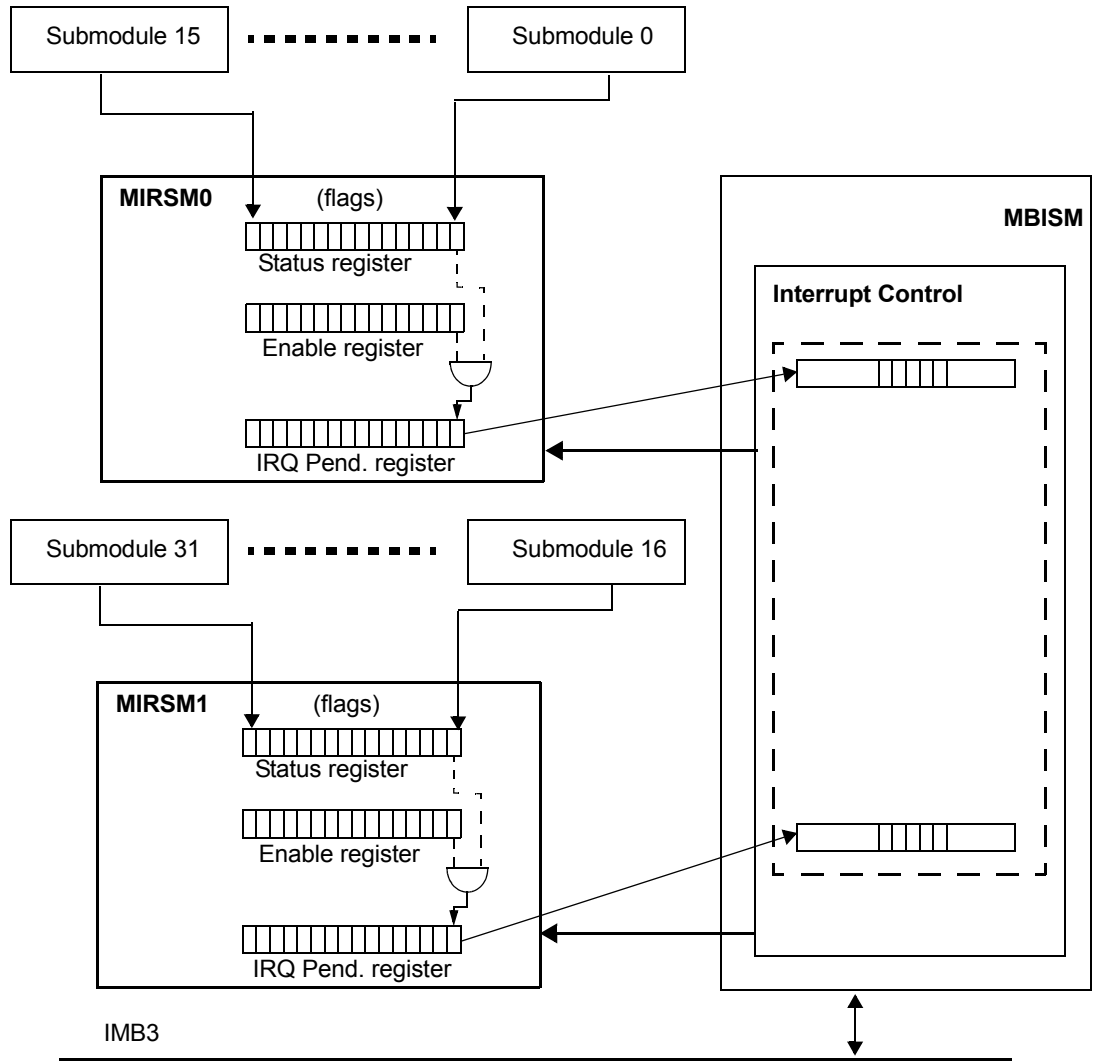 Submodule 15
Submodule 0
MIRSM0
(flags)
Status register
Enable register
IRQ Pend. register
MBISM
Interrupt Control
Submodule 31
Submodule 16
MIRSM1
(flags)
Status register
Enable register
IRQ Pend. register
IMB3